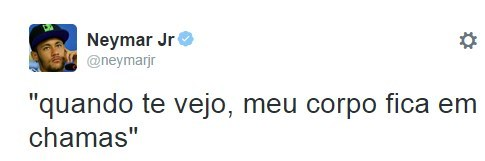 Neymar Jr
@neymarjr
"quando te vejo, meu corpo fica em
chamas"